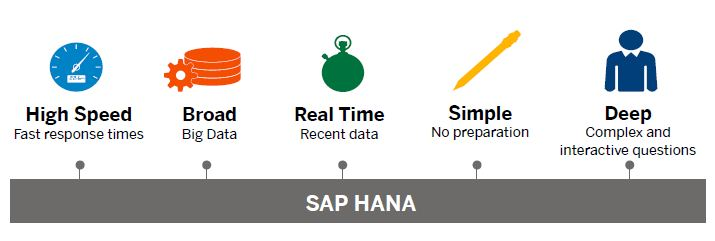 High Speed
Fast response times
Broad
Big Data
Real Time
Recent data
Simple
No preparation
Deep
Complex and
interactive questions
SAP HANA